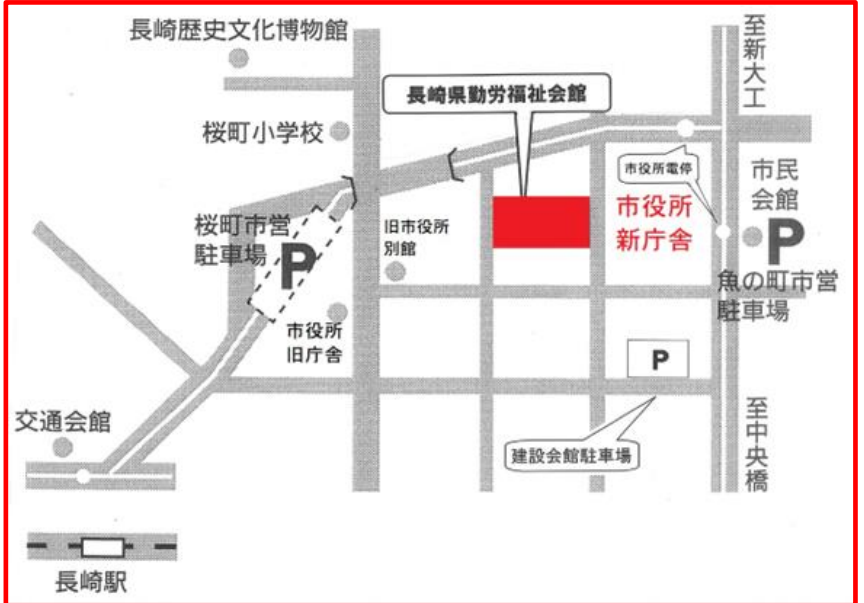 長崎歴史文化博物館
至新大工
長崎県勤労福祉会館
桜町小学校
市役所電停
市民
会館
市役所
新庁舎
桜町市営
駐車場
P
旧市役所
別館
P
魚の町市営
駐車場
市役所
旧庁舎
P
交通会館
建設会館駐車場
至中央橋
長崎駅